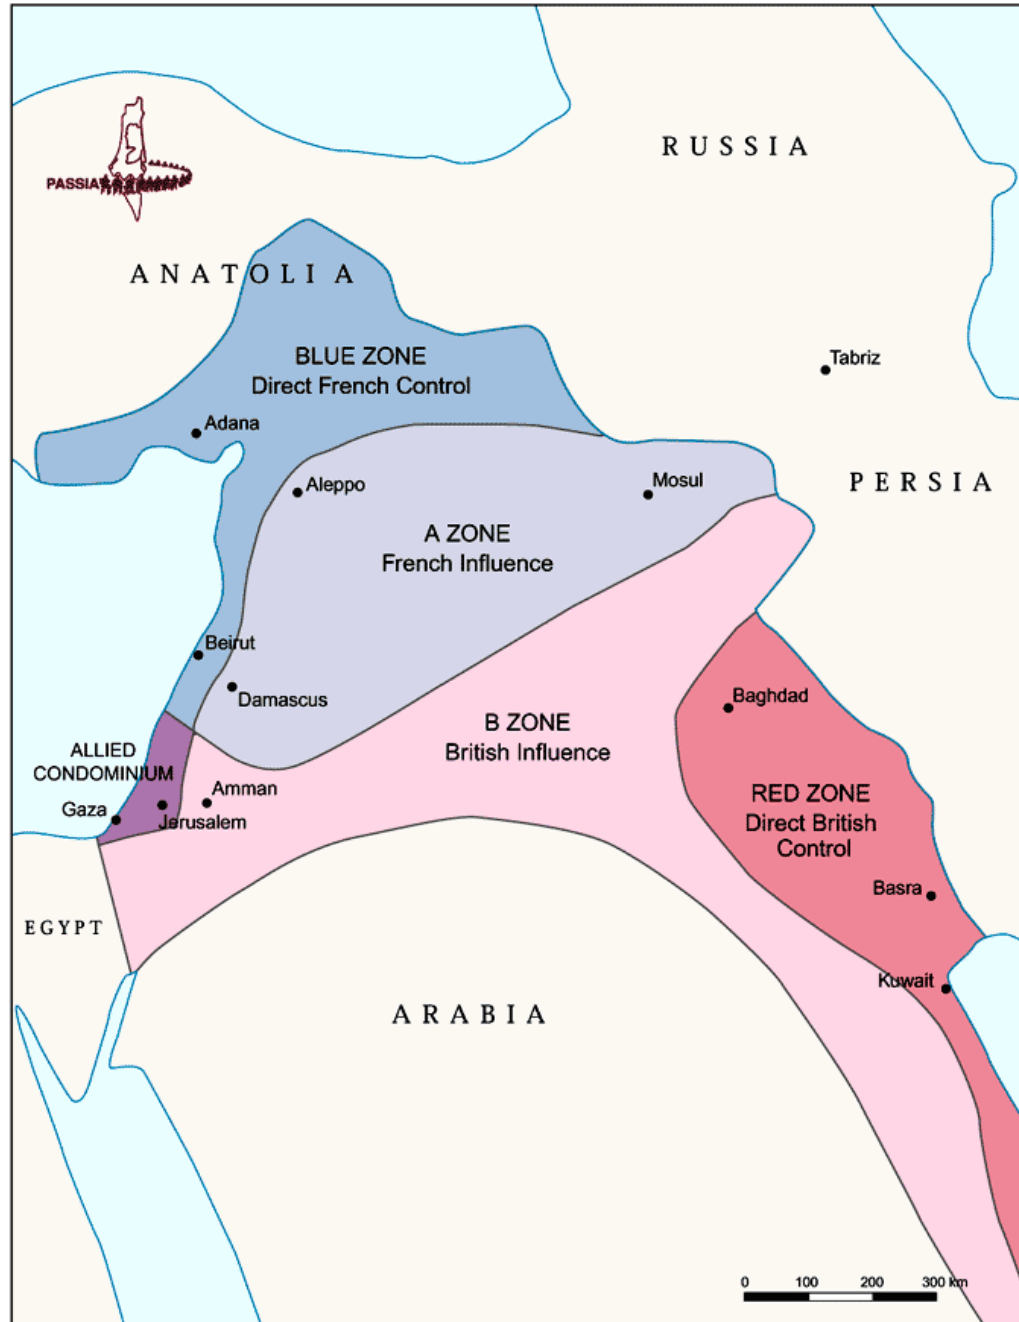 RUSSIA
PASSIA
ANATOLIA
BLUE ZONE
Direct French Control
Tabriz
Adana
Aleppo
Mosul
PERSIA
A ZONE
French Influence
Beirut
Damascus
Baghdad
B ZONE
British Influence
ALLIED
CONDOMINIUM
Amman
Gaza
Jerusalem
RED ZONE
Direct British
Control
Basra
EGYPT
Kuwait
ARABIA
0 100 200 300 km